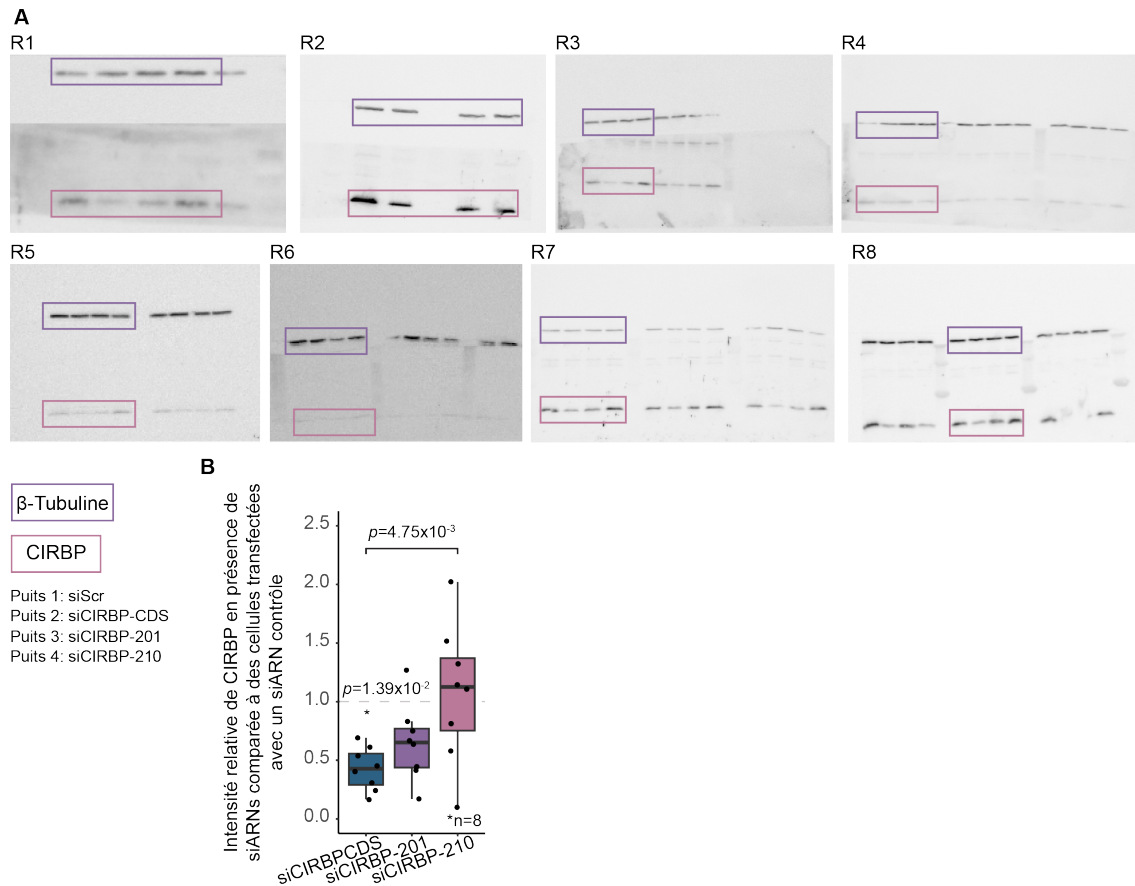 A
R1
R2
R3
R4
R5
R6
R7
R8
β-Tubuline
CIRBP
Puits 1: siScr
Puits 2: siCIRBP-CDS
Puits 3: siCIRBP-201
Puits 4: siCIRBP-210
B
Intensité relative de CIRBP en présence de
siARNs comparée à des cellules transfectées
avec un siARN contrôle
2.5
2.0
1.5
1.0
0.5
0.0
p=4.75x10⁻³
p=1.39x10⁻²
*
*n=8
siCIRBPCDS
siCIRBP-201
siCIRBP-210